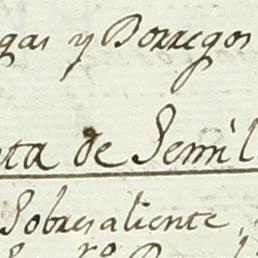 gas y Borregos
ta de Semil
Sobresaliente